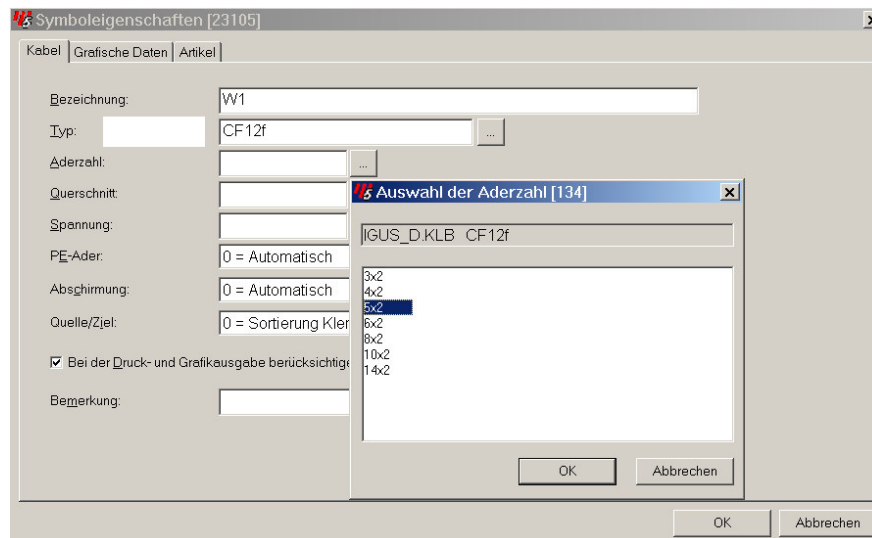 Symboleigenschaften [23105]
Kabel Grafische Daten Artikel
Bezeichnung: W1
Typ: CF12f ...
Aderzahl: ...
Querschnitt:
Spannung:
PE-Ader: 0 = Automatisch
Abschirmung: 0 = Automatisch
Quelle/Ziel: 0 = Sortierung Kler
Bei der Druck- und Grafikausgabe berücksichtige
Bemerkung:
Auswahl der Aderzahl [134]
IGUS_D.KLB CF12f
3x2
4x2
5x2
6x2
8x2
10x2
14x2
OK Abbrechen
OK Abbrechen